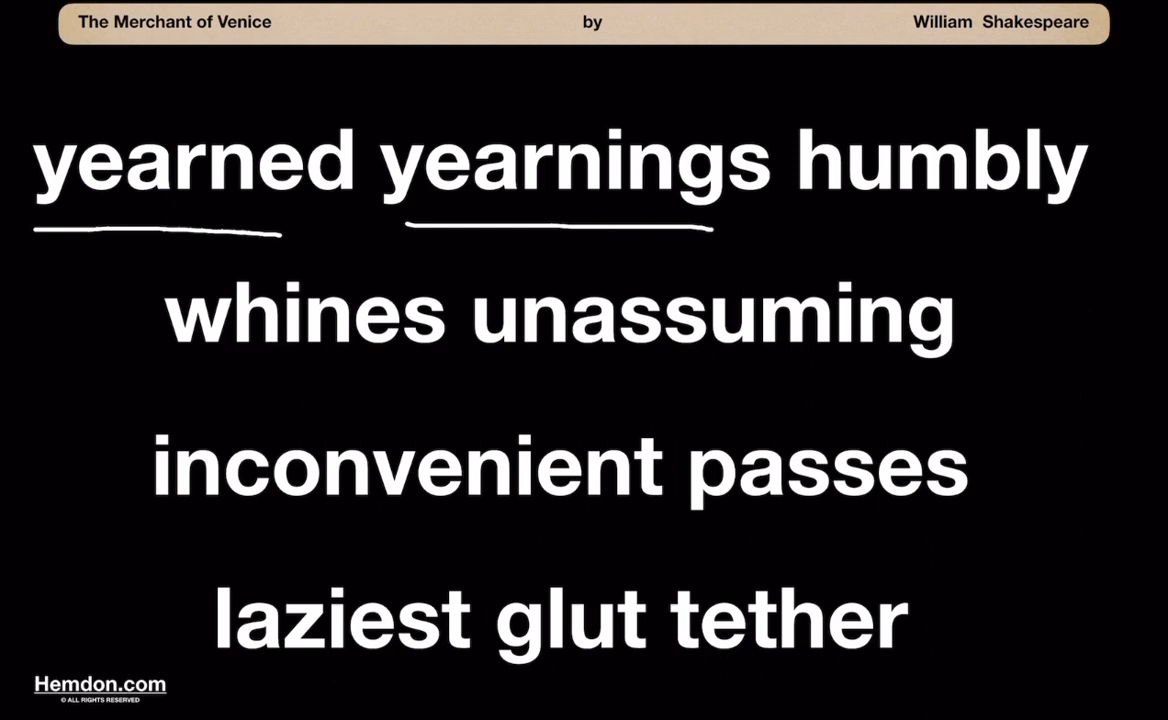 The Merchant of Venice by William Shakespeare
yearned yearnings humbly
whines unassuming
inconvenient passes
laziest glut tether
Hemdon.com
© ALL RIGHTS RESERVED